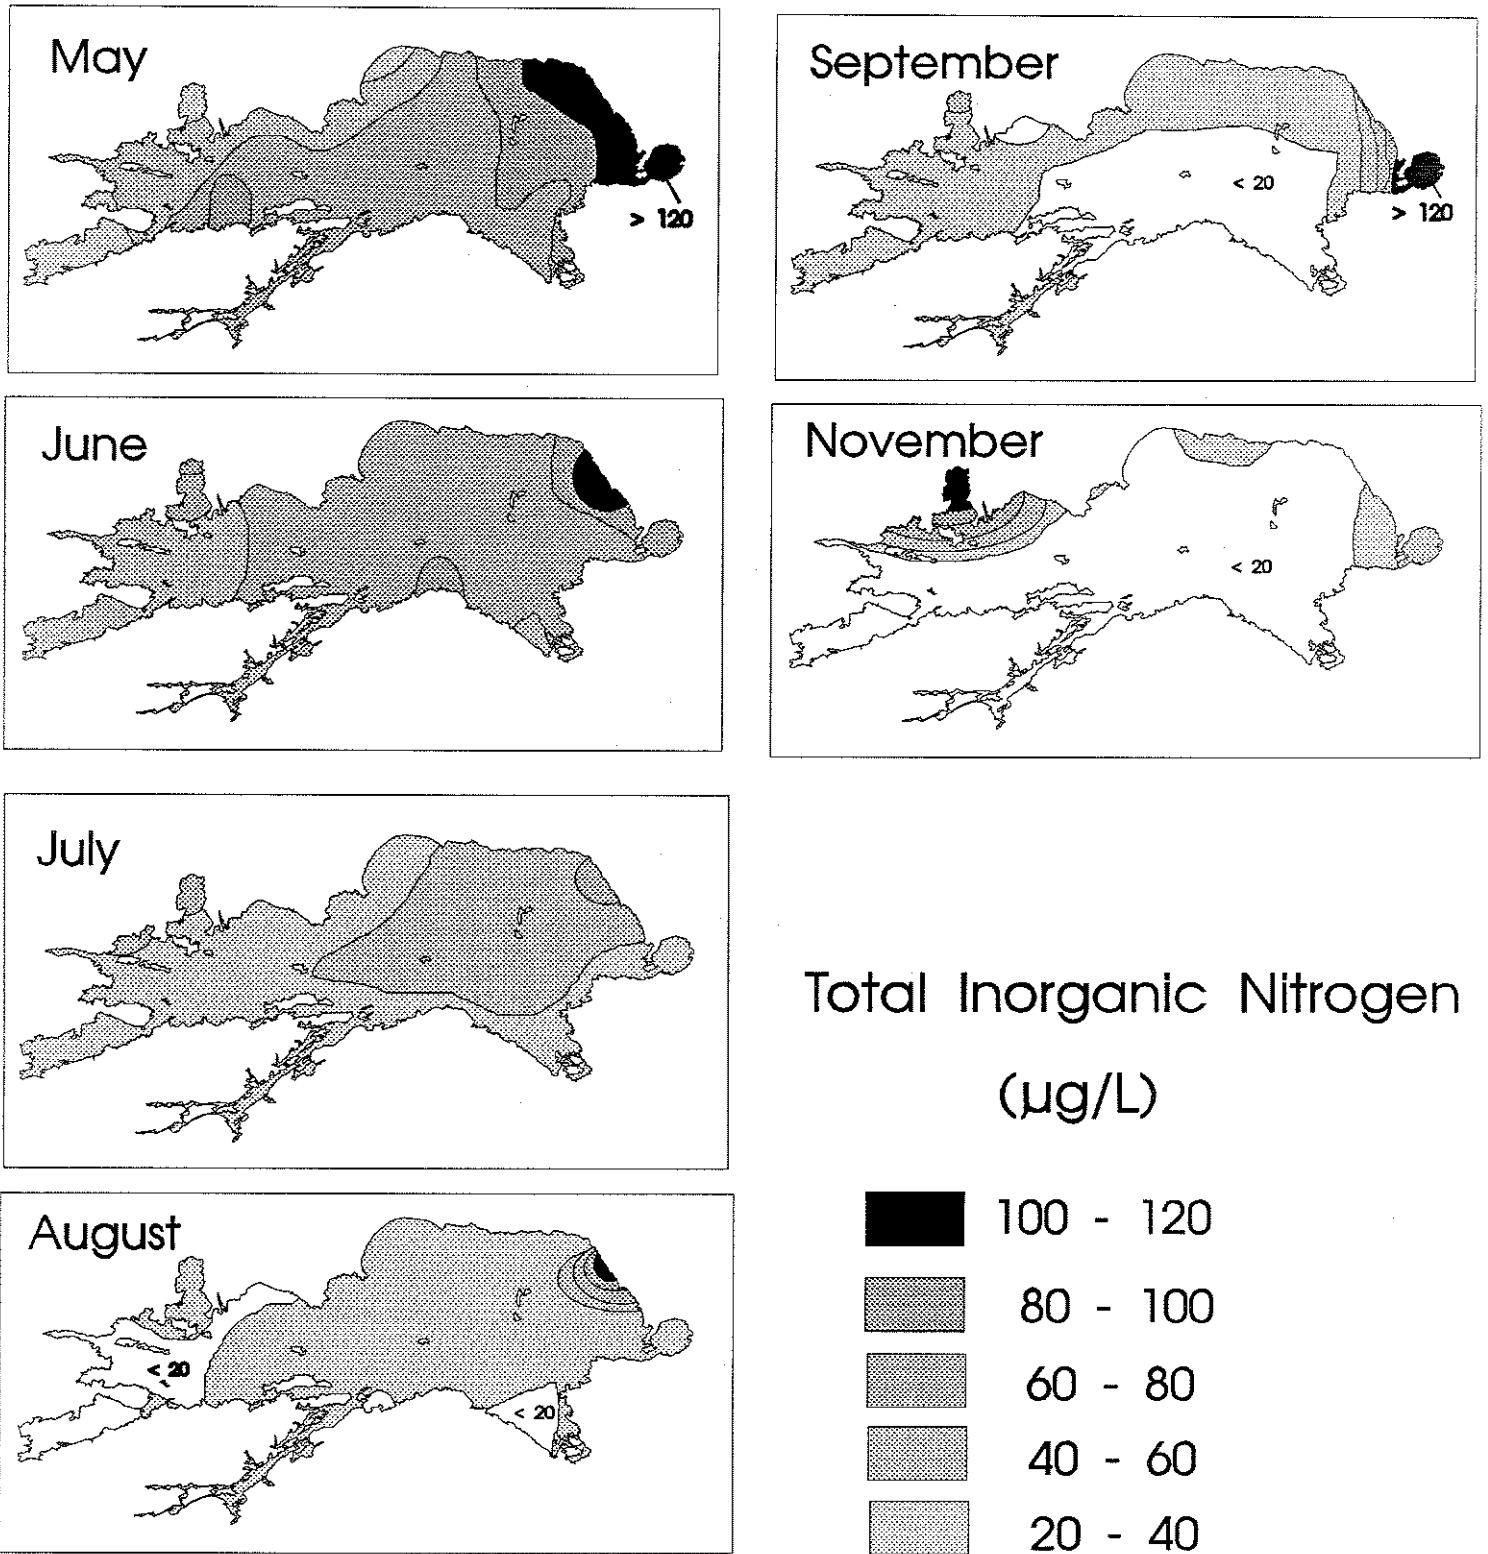 May
> 120
September
< 20
> 120
June
November
< 20
July
August
< 20
< 20
Total Inorganic Nitrogen
(µg/L)
100 - 120
80 - 100
60 - 80
40 - 60
20 - 40